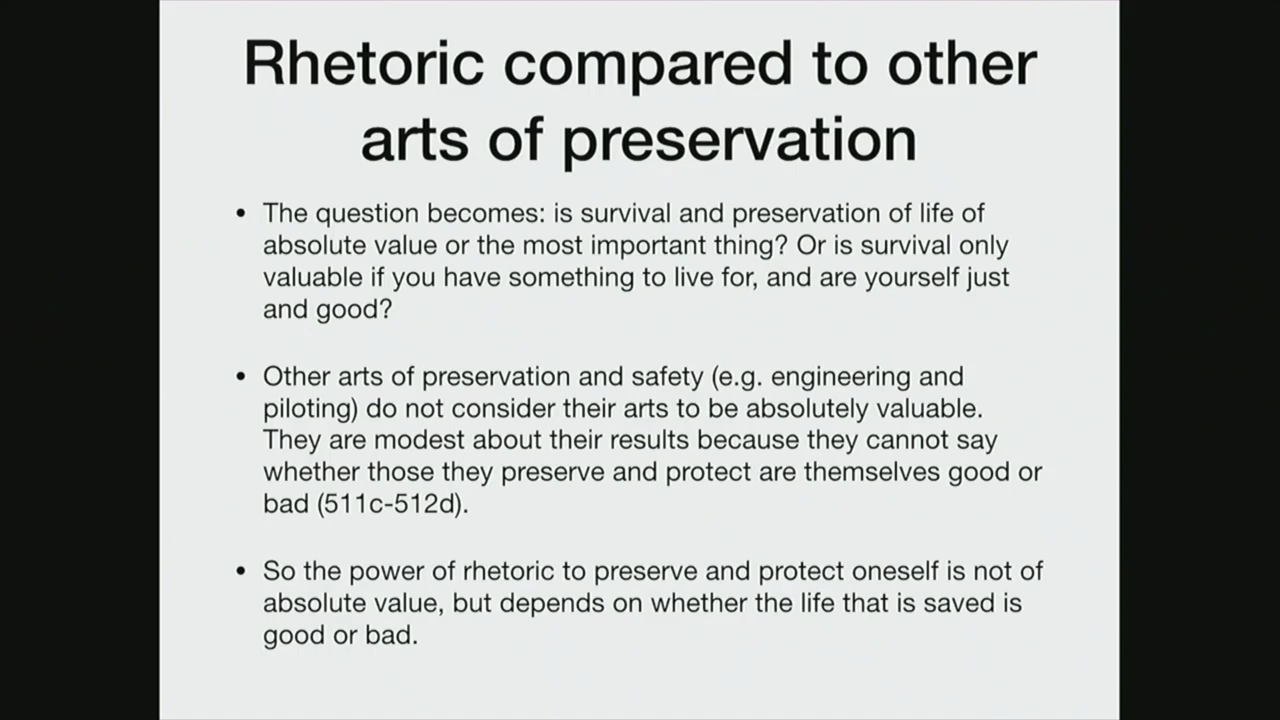 Rhetoric compared to other
arts of preservation
• The question becomes: is survival and preservation of life of
absolute value or the most important thing? Or is survival only
valuable if you have something to live for, and are yourself just
and good?
• Other arts of preservation and safety (e.g. engineering and
piloting) do not consider their arts to be absolutely valuable.
They are modest about their results because they cannot say
whether those they preserve and protect are themselves good or
bad (511c-512d).
• So the power of rhetoric to preserve and protect oneself is not of
absolute value, but depends on whether the life that is saved is
good or bad.